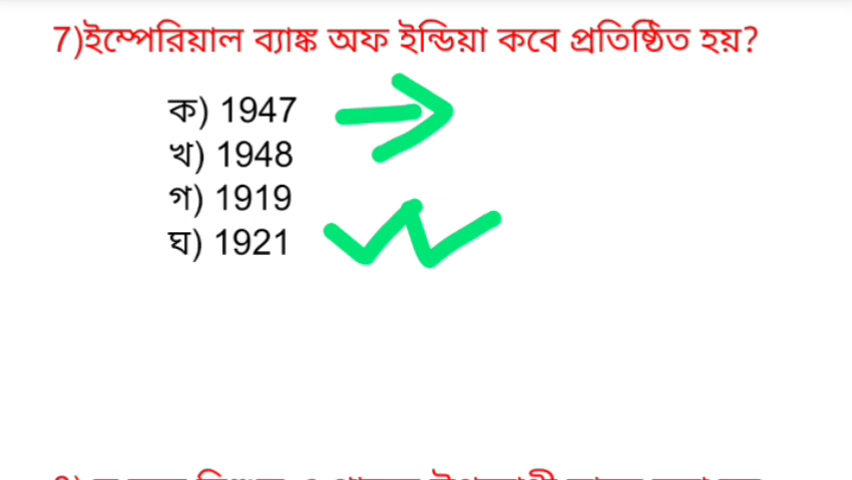 7)ইম্পেরিয়াল ব্যাঙ্ক অফ ইন্ডিয়া কবে প্রতিষ্ঠিত হয়?
ক) 1947
খ) 1948
গ) 1919
ঘ) 1921